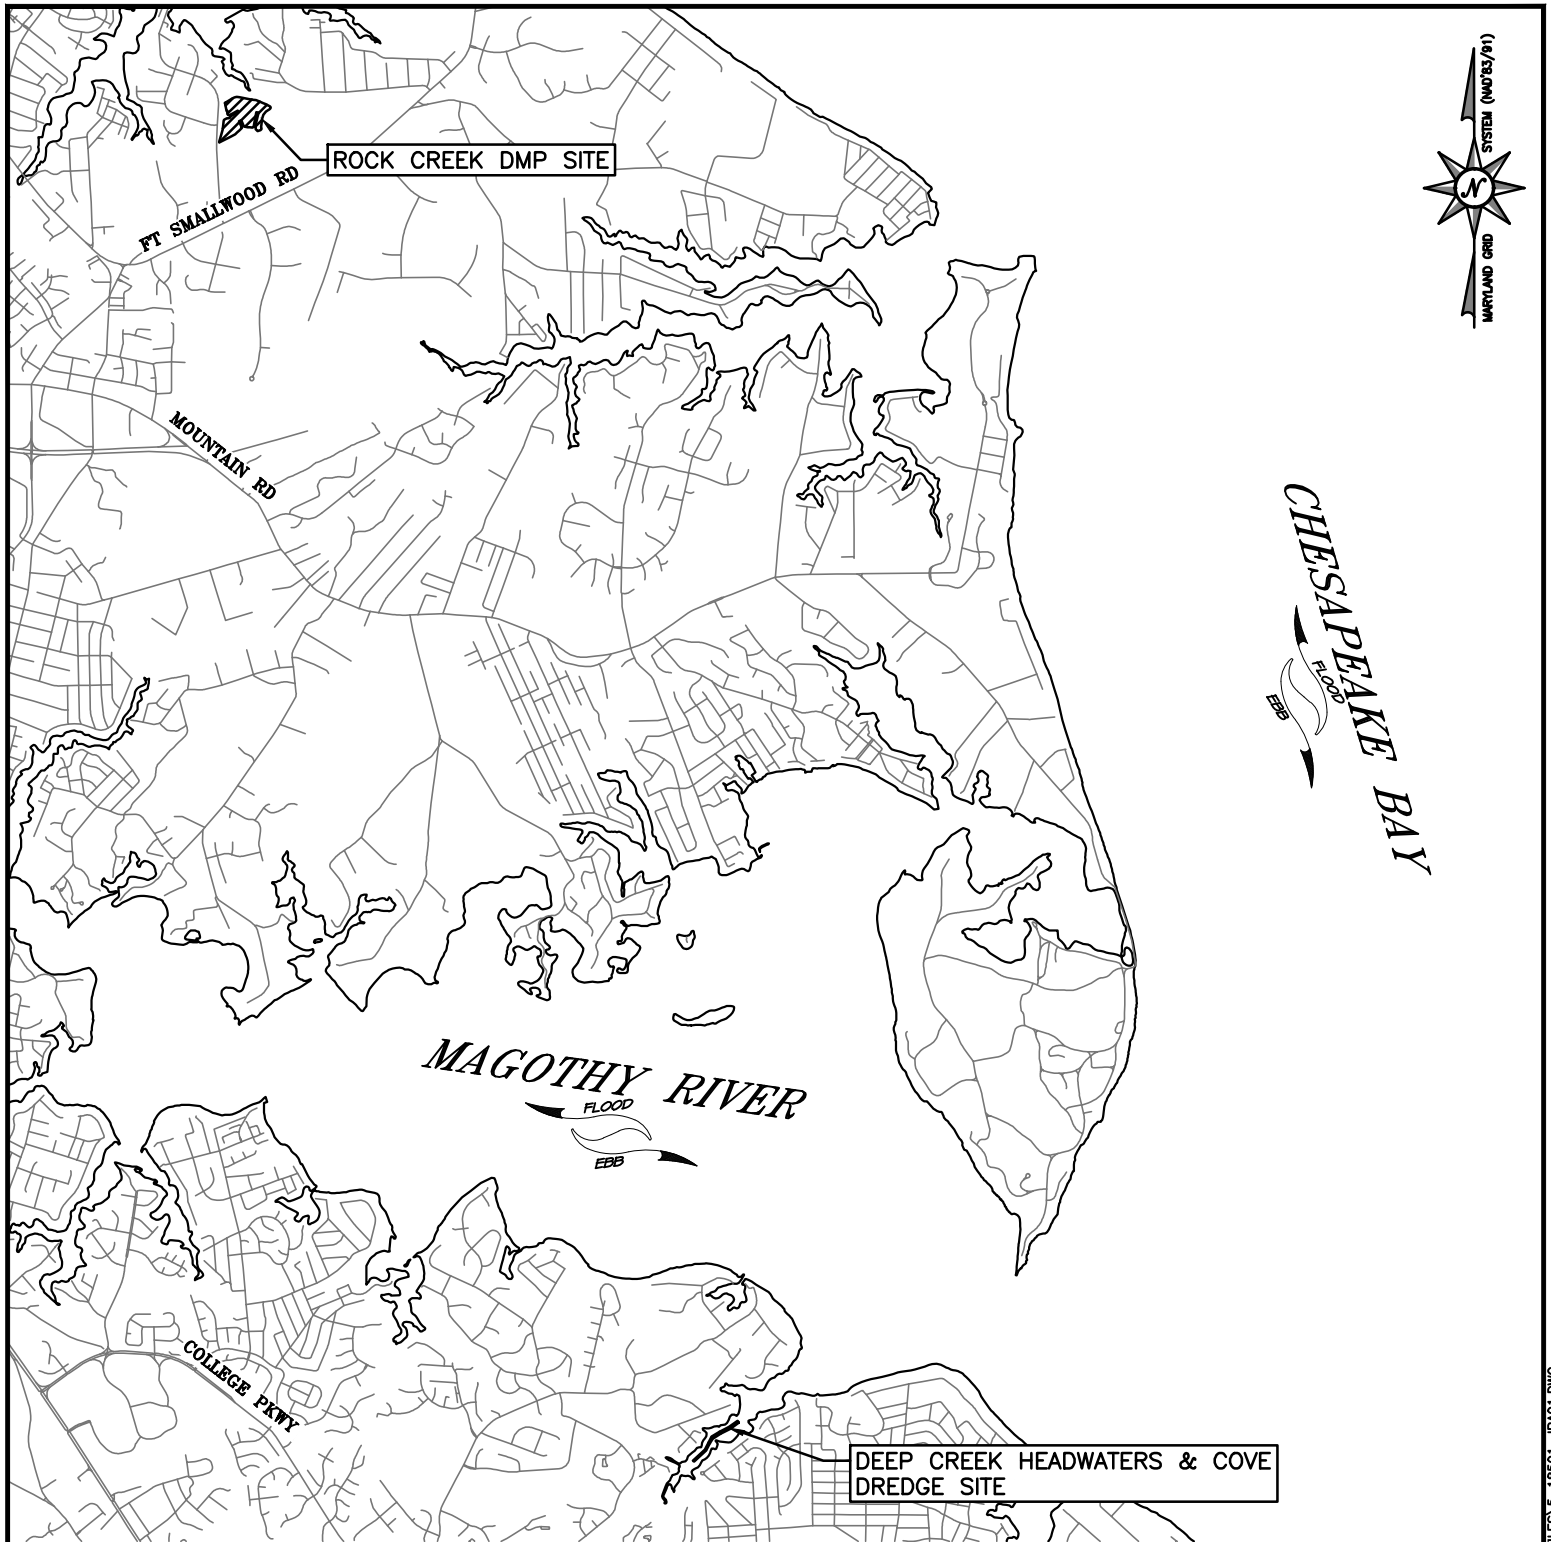 SYSTEM (NAD'83/91)
N
MARYLAND GRID
ROCK CREEK DMP SITE
FT SMALLWOOD RD
MOUNTAIN RD
CHESAPEAKE BAY
FLOOD
EBB
MAGOTHY RIVER
FLOOD
EBB
COLLEGE PKWY
DEEP CREEK HEADWATERS & COVE
DREDGE SITE